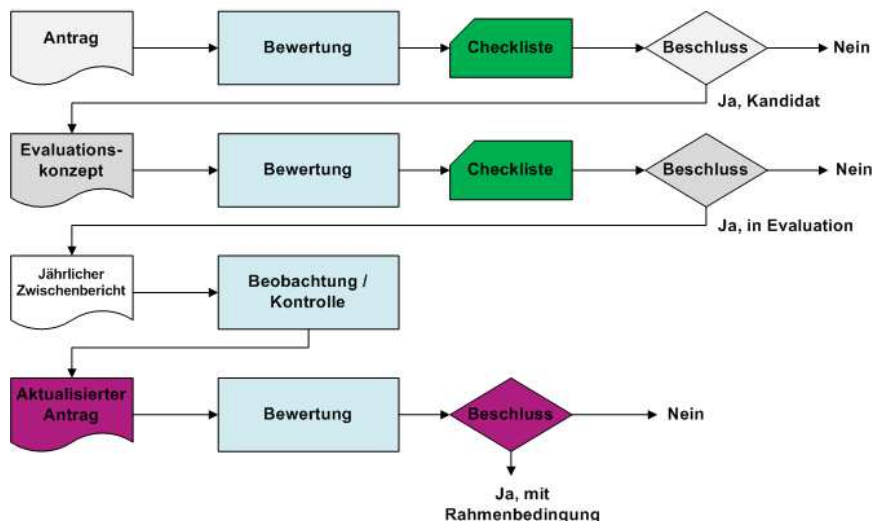 Antrag
Bewertung
Checkliste
Beschluss
Nein
Ja, Kandidat
Evaluations-
konzept
Bewertung
Checkliste
Beschluss
Nein
Ja, in Evaluation
Jährlicher
Zwischenbericht
Beobachtung /
Kontrolle
Aktualisierter
Antrag
Bewertung
Beschluss
Nein
Ja, mit
Rahmenbedingung